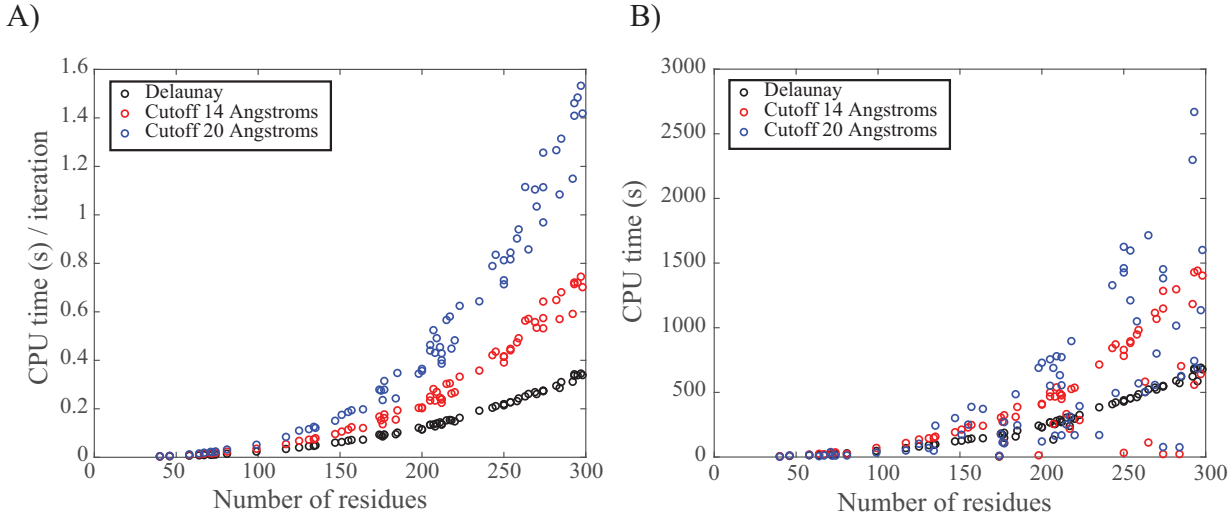 A)
CPU time (s) / iteration
1.6
1.4
1.2
1
0.8
0.6
0.4
0.2
0
Delaunay
Cutoff 14 Angstroms
Cutoff 20 Angstroms
0 50 100 150 200 250 300
Number of residues
B)
CPU time (s)
3000
2500
2000
1500
1000
500
0
Delaunay
Cutoff 14 Angstroms
Cutoff 20 Angstroms
0 50 100 150 200 250 300
Number of residues